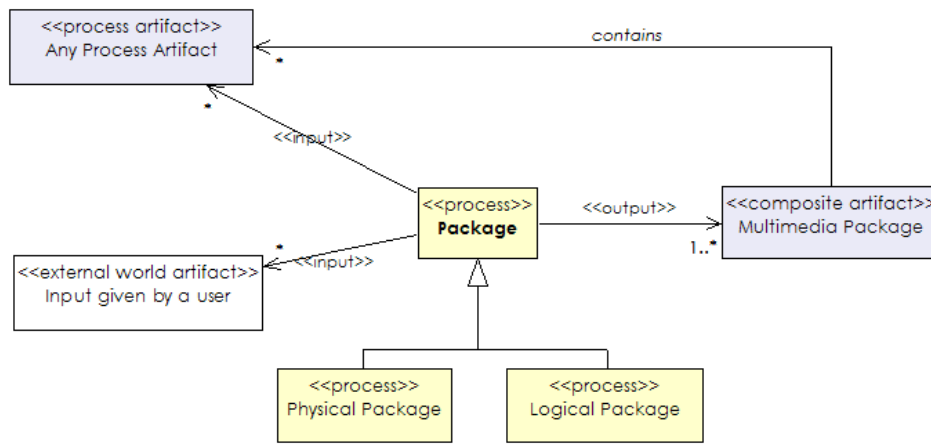 <<process artifact>>
Any Process Artifact
contains
*
*
<<input>>
<<process>>
Package
<<output>>
<<composite artifact>>
Multimedia Package
1..*
*
<<input>>
<<external world artifact>>
Input given by a user
<<process>>
Physical Package
<<process>>
Logical Package